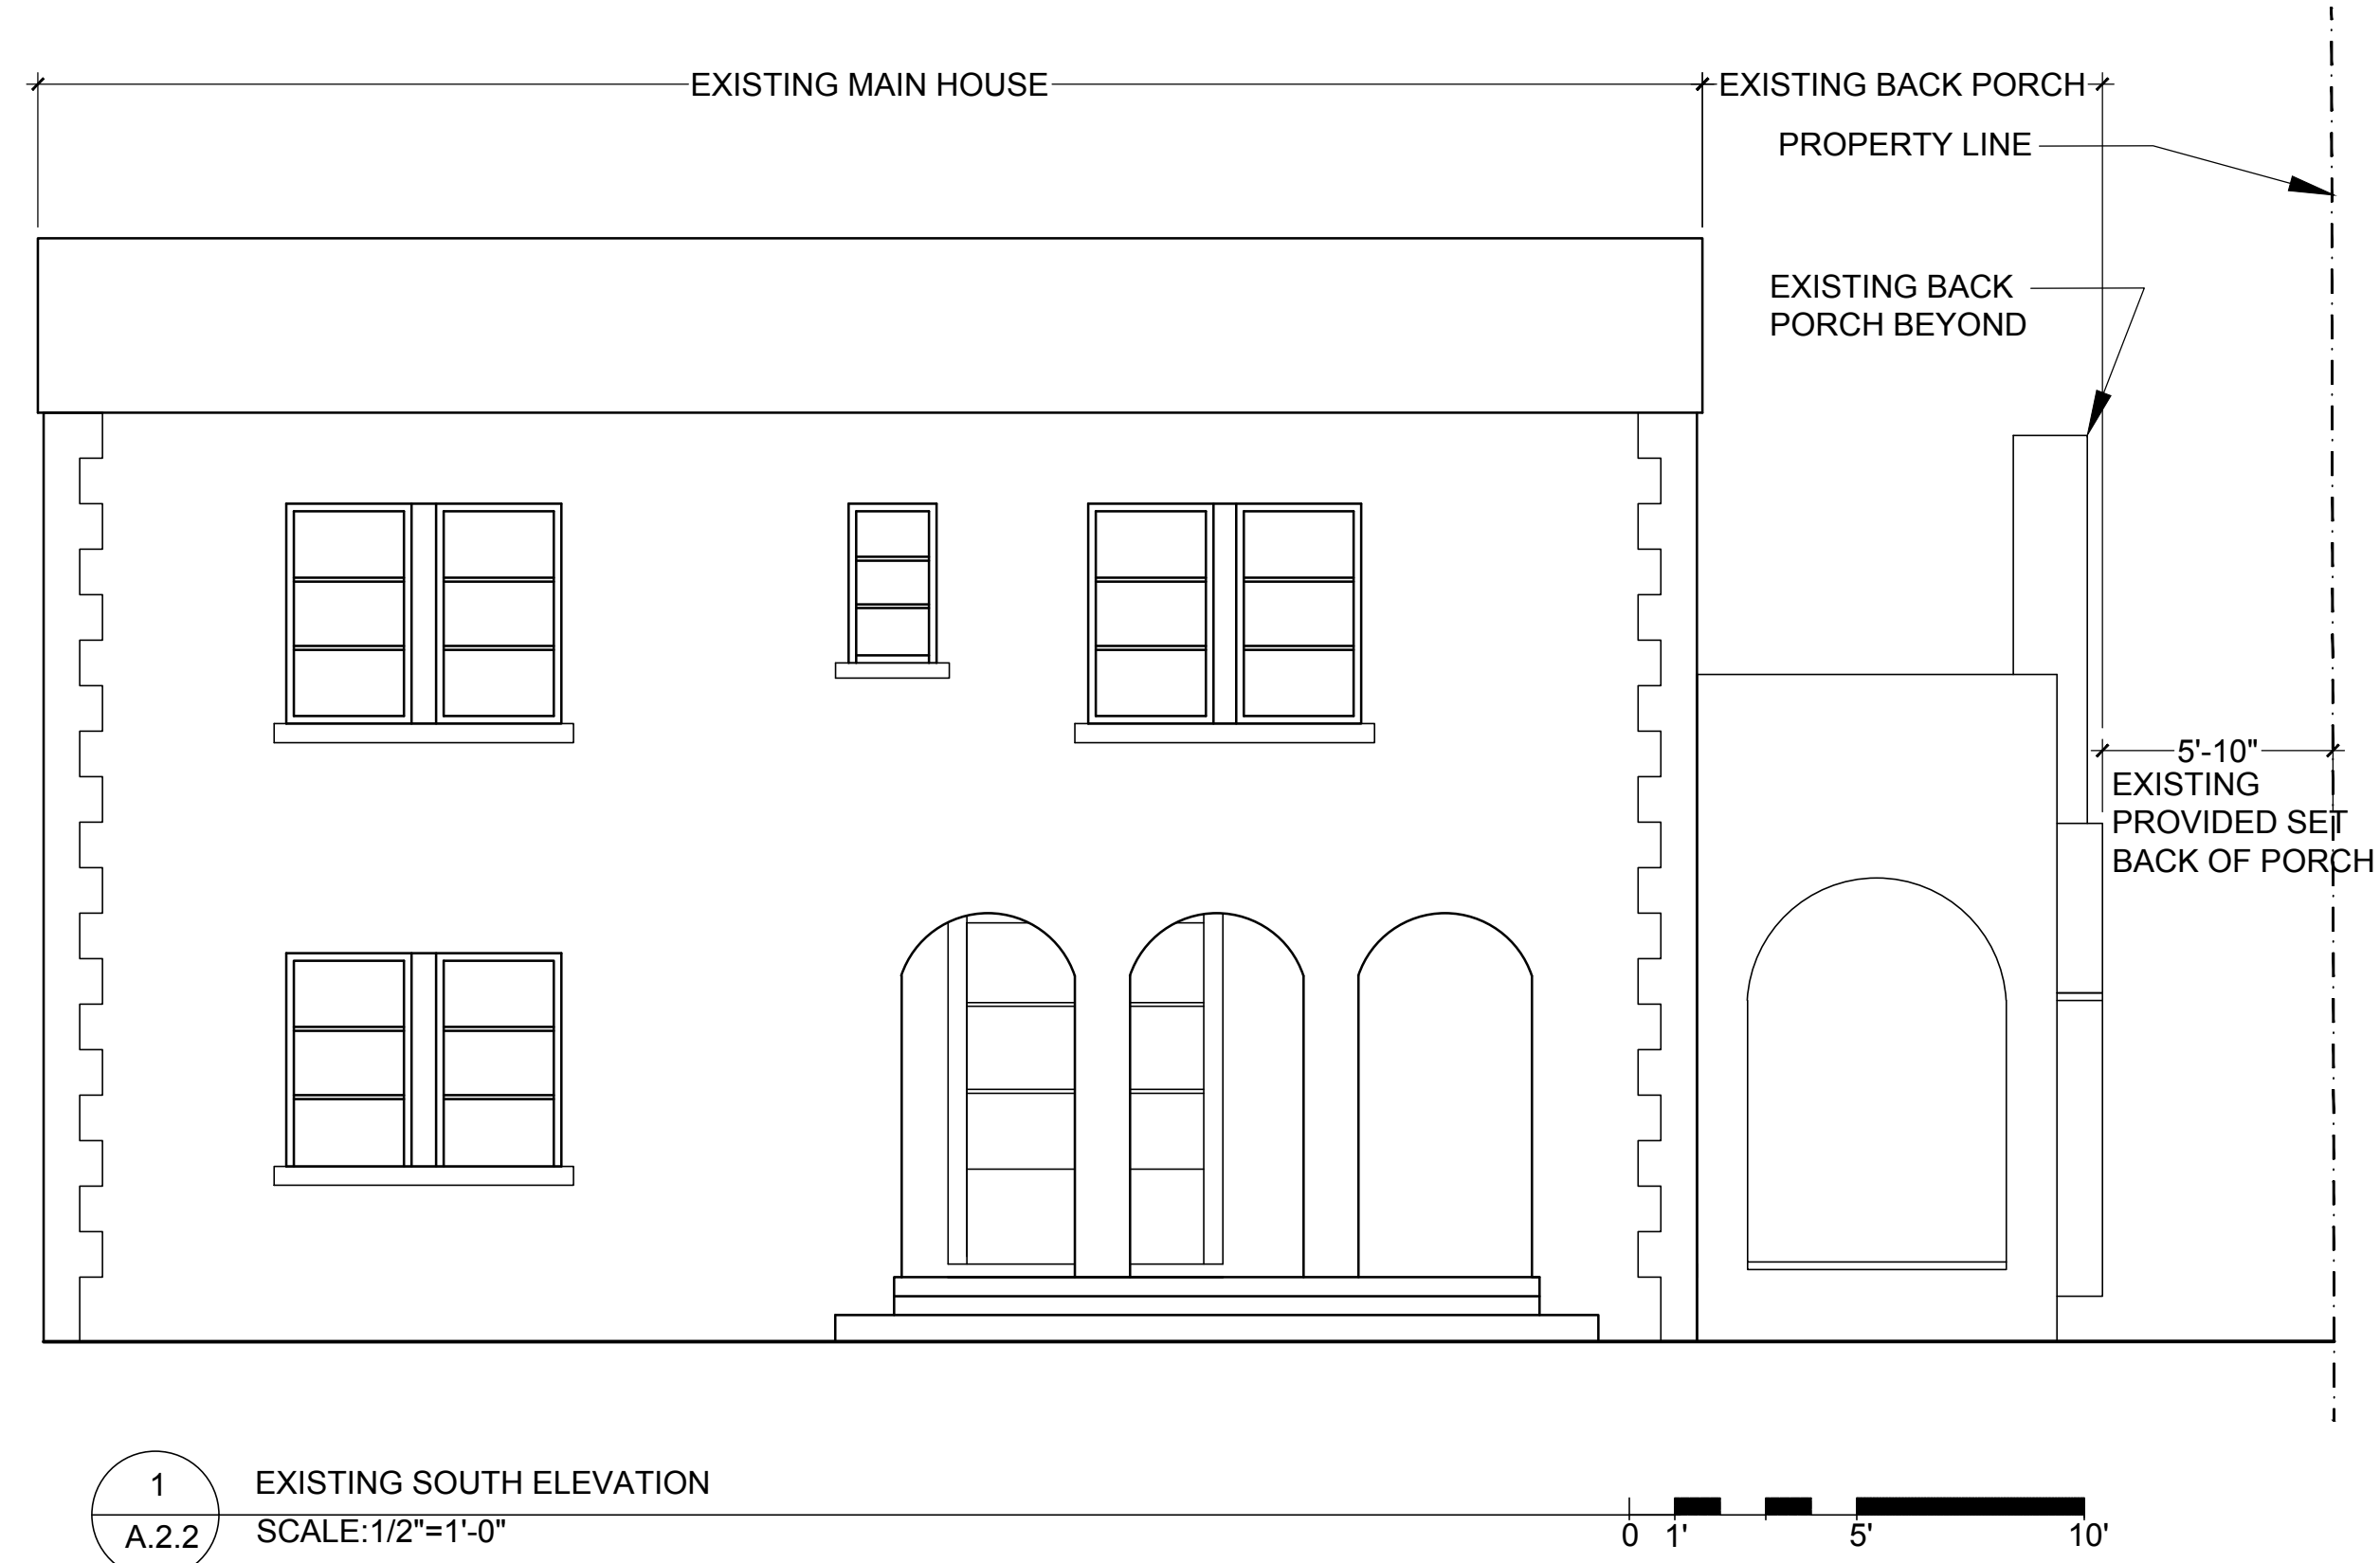 EXISTING MAIN HOUSE
EXISTING BACK PORCH
PROPERTY LINE
EXISTING BACK
PORCH BEYOND
5'-10"
EXISTING
PROVIDED SET
BACK OF PORCH
1
A.2.2
EXISTING SOUTH ELEVATION
SCALE:1/2"=1'-0"
0 1' 5' 10'